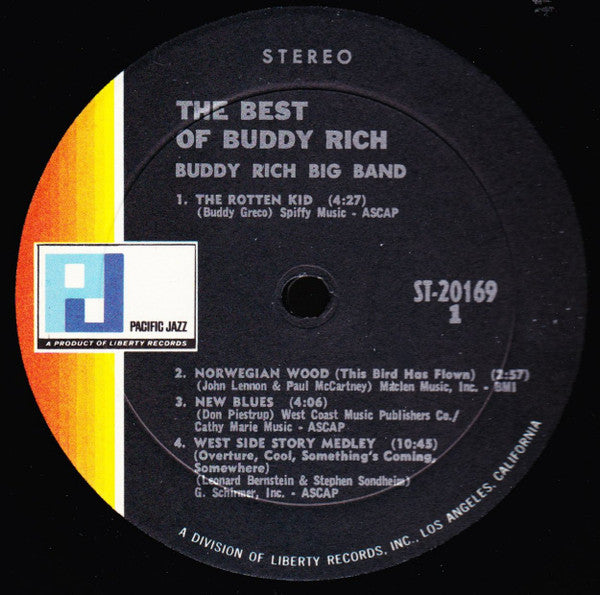 STEREO
THE BEST
OF BUDDY RICH
BUDDY RICH BIG BAND
1. THE ROTTEN KID (4:27)
(Buddy Greco) Spiffy Music - ASCAP
PJ
PACIFIC JAZZ
A PRODUCT OF LIBERTY RECORDS
ST-20169
1
2. NORWEGIAN WOOD (This Bird Has Flown) (2:57)
(John Lennon & Paul McCartney) Maclen Music, Inc. - BMI
3. NEW BLUES (4:06)
(Don Piestrup) West Coast Music Publishers Co./
Cathy Marie Music - ASCAP
4. WEST SIDE STORY MEDLEY (10:45)
(Overture, Cool, Something's Coming,
Somewhere)
(Leonard Bernstein & Stephen Sondheim)
G. Schirmer, Inc. - ASCAP
A DIVISION OF LIBERTY RECORDS, INC., LOS ANGELES, CALIFORNIA